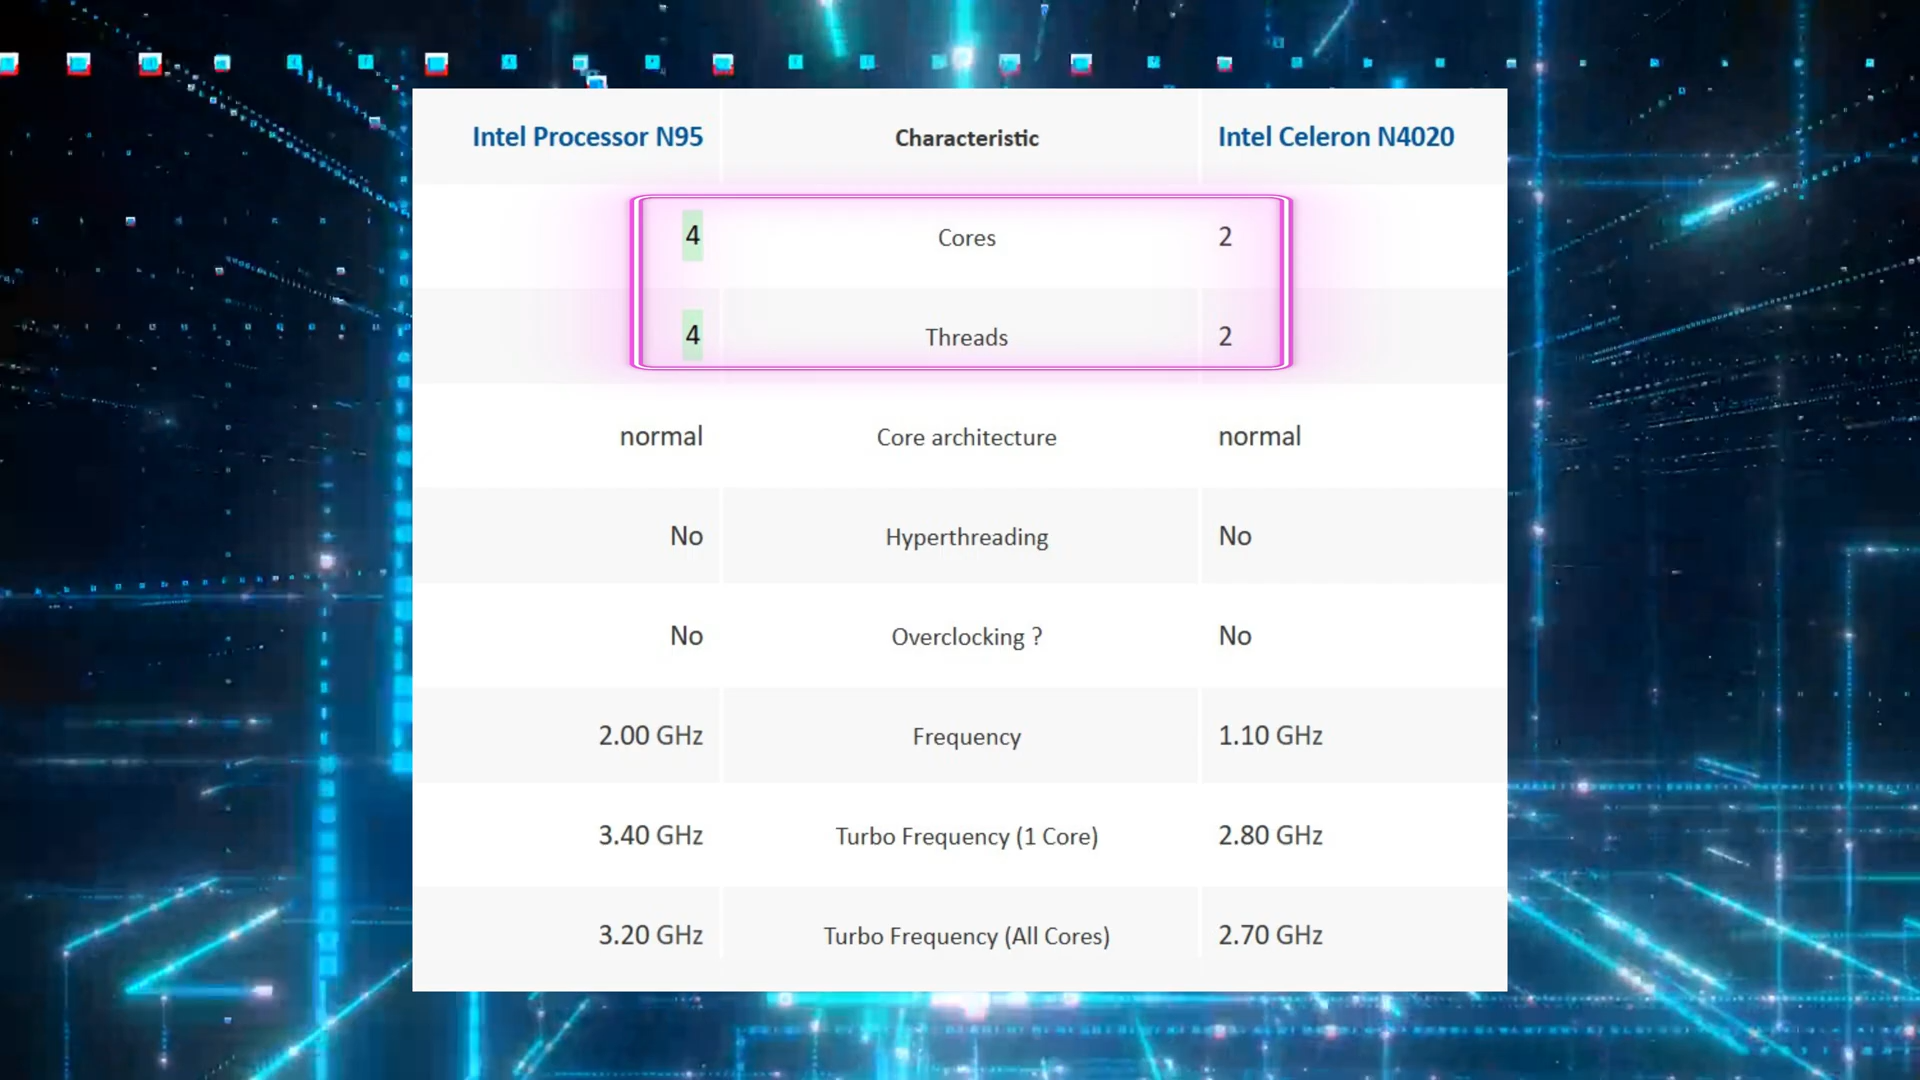 Intel Processor N95 Characteristic Intel Celeron N4020
4 Cores 2
4 Threads 2
normal Core architecture normal
No Hyperthreading No
No Overclocking ? No
2.00 GHz Frequency 1.10 GHz
3.40 GHz Turbo Frequency (1 Core) 2.80 GHz
3.20 GHz Turbo Frequency (All Cores) 2.70 GHz